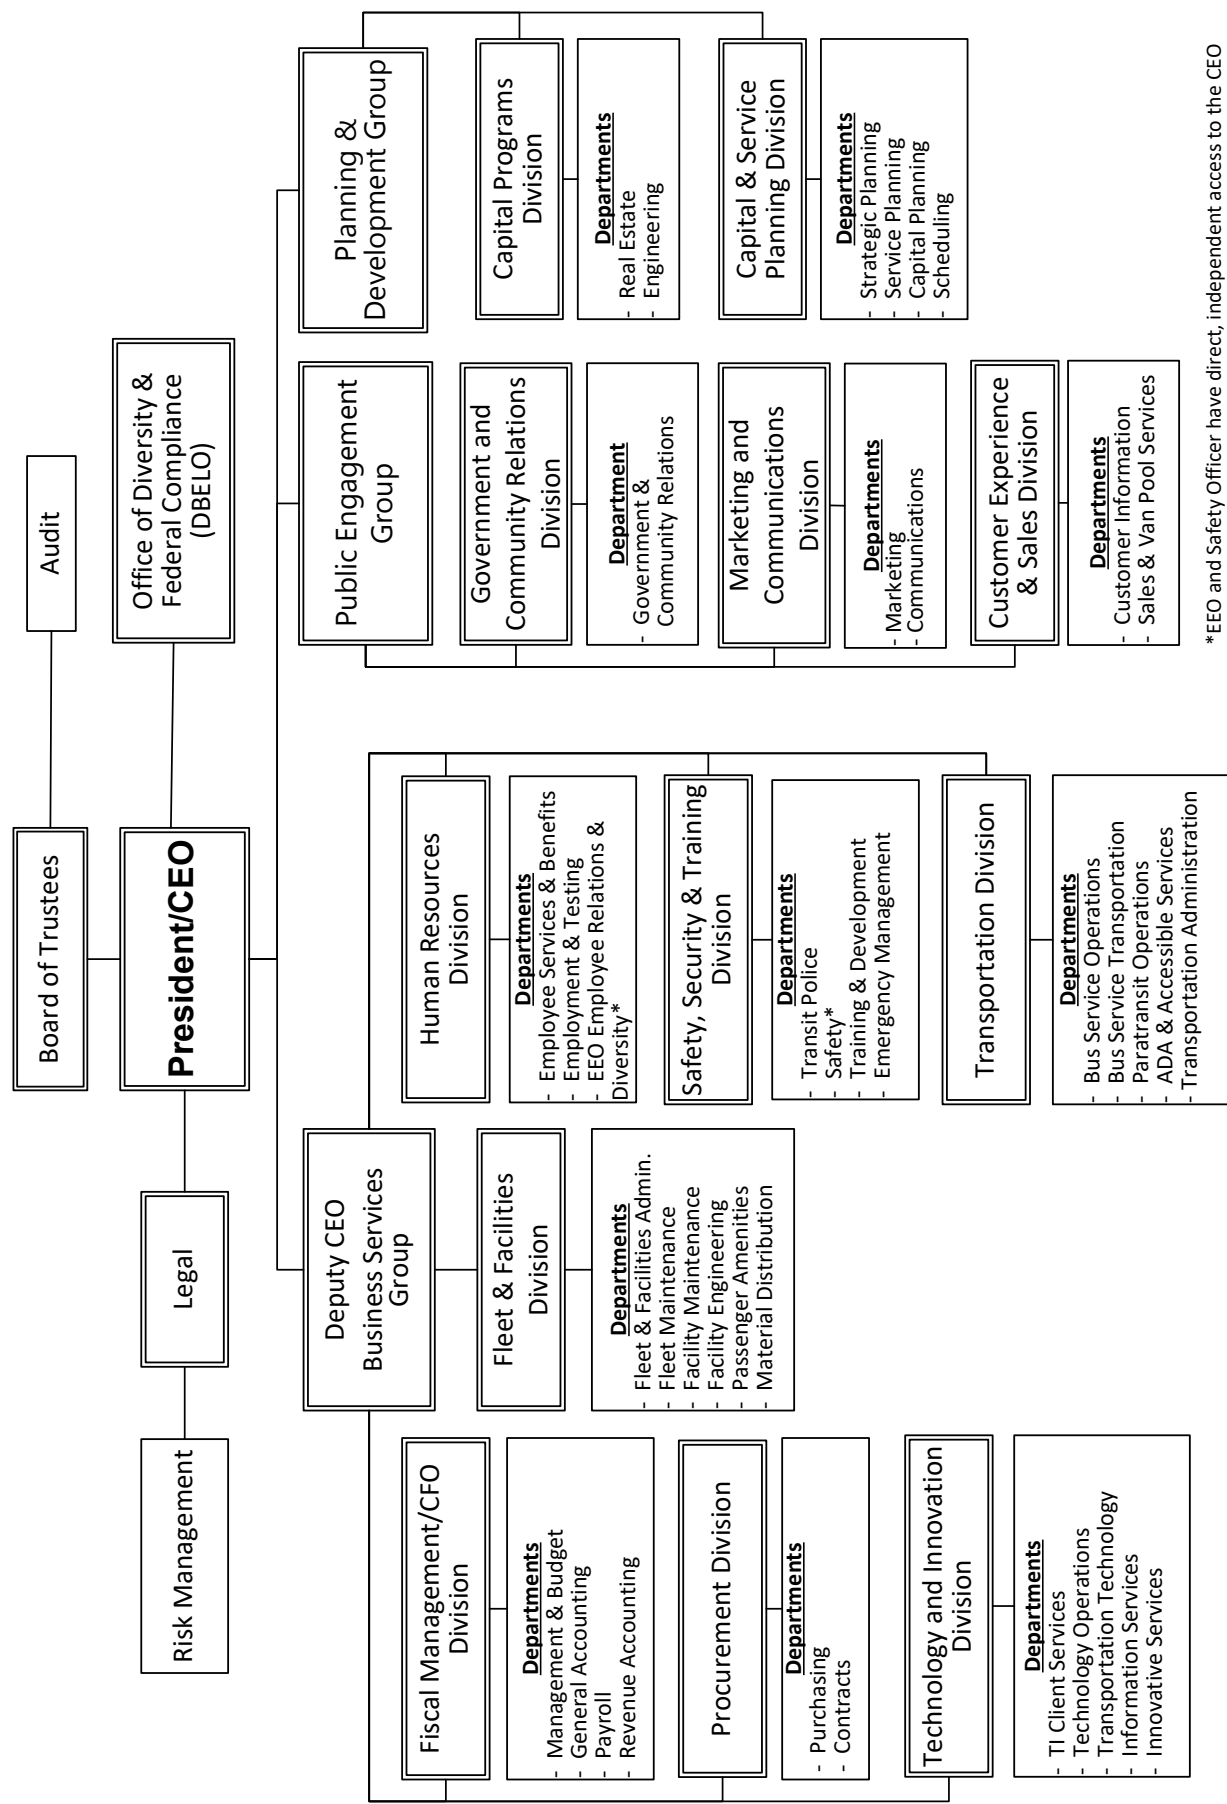 Board of Trustees
Audit
President/CEO
Risk Management
Legal
Office of Diversity &
Federal Compliance
(DBELO)
Deputy CEO
Business Services
Group
Public Engagement
Group
Planning &
Development Group
Fiscal Management/CFO
Division
Departments
- Management & Budget
- General Accounting
- Payroll
- Revenue Accounting
Procurement Division
Departments
- Purchasing
- Contracts
Technology and Innovation
Division
Departments
- TI Client Services
- Technology Operations
- Transportation Technology
- Information Services
- Innovative Services
Fleet & Facilities
Division
Departments
- Fleet & Facilities Admin.
- Fleet Maintenance
- Facility Maintenance
- Facility Engineering
- Passenger Amenities
- Material Distribution
Human Resources
Division
Departments
- Employee Services & Benefits
- Employment & Testing
- EEO Employee Relations &
Diversity*
Safety, Security & Training
Division
Departments
- Transit Police
- Safety*
- Training & Development
- Emergency Management
Transportation Division
Departments
- Bus Service Operations
- Bus Service Transportation
- Paratransit Operations
- ADA & Accessible Services
- Transportation Administration
Government and
Community Relations
Division
Department
- Government &
Community Relations
Marketing and
Communications
Division
Departments
- Marketing
- Communications
Customer Experience
& Sales Division
Departments
- Customer Information
- Sales & Van Pool Services
Capital Programs
Division
Departments
- Real Estate
- Engineering
Capital & Service
Planning Division
Departments
- Strategic Planning
- Service Planning
- Capital Planning
- Scheduling
*EEO and Safety Officer have direct, independent access to the CEO